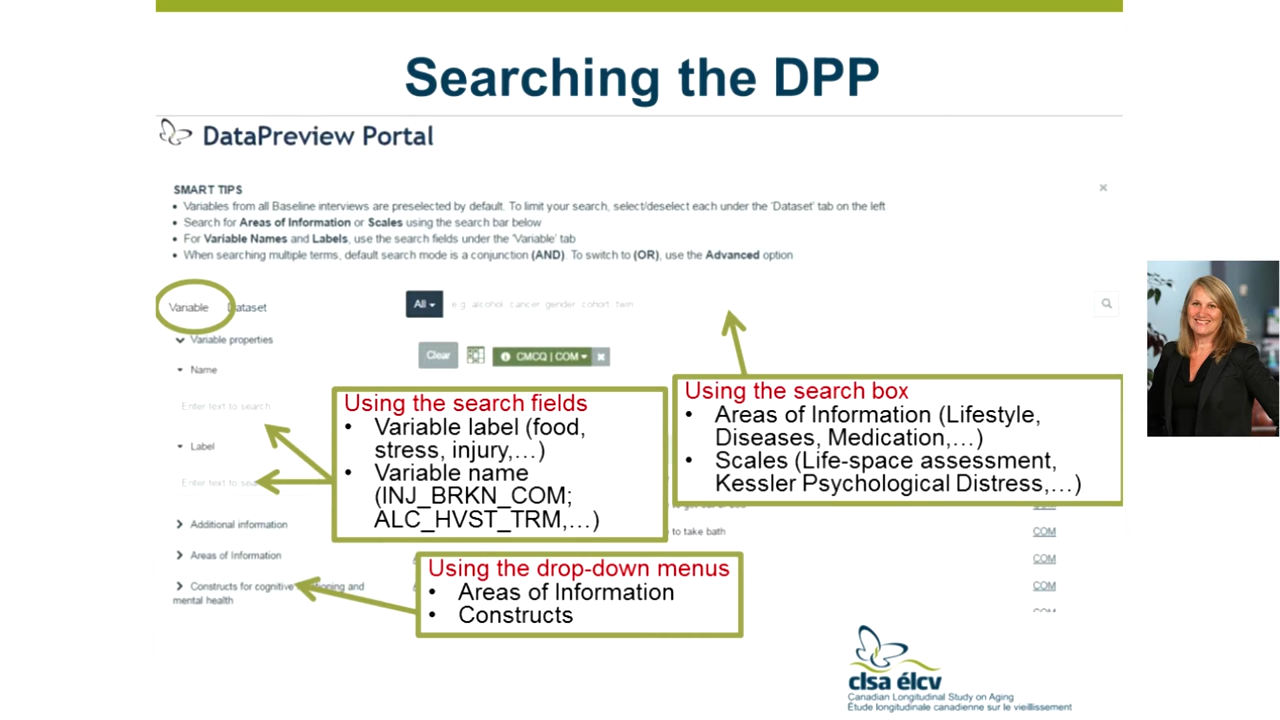 Searching the DPP
DataPreview Portal
SMART TIPS
• Variables from all Baseline interviews are preselected by default. To limit your search, select/deselect each under the 'Dataset' tab on the left
• Search for Areas of Information or Scales using the search bar below
• For Variable Names and Labels, use the search fields under the 'Variable' tab
• When searching multiple terms, default search mode is a conjunction (AND). To switch to (OR), use the Advanced option
Variable
All
e.g. alcohol cancer gender cohort twin
Variable properties
Clear
CMCQ | COM
Name
Enter text to search
Label
Enter text to
Additional information
Areas of Information
Constructs for cognitive
and
mental health
Using the search fields
• Variable label (food,
stress, injury,…)
• Variable name
(INJ_BRKN_COM;
ALC_HVST_TRM,…)
Using the search box
• Areas of Information (Lifestyle,
Diseases, Medication,…)
• Scales (Life-space assessment,
Kessler Psychological Distress,…)
to take bath
COM
COM
COM
Using the drop-down menus
• Areas of Information
• Constructs
clsa élcv
Canadian Longitudinal Study on Aging
Étude longitudinale canadienne sur le vieillissement